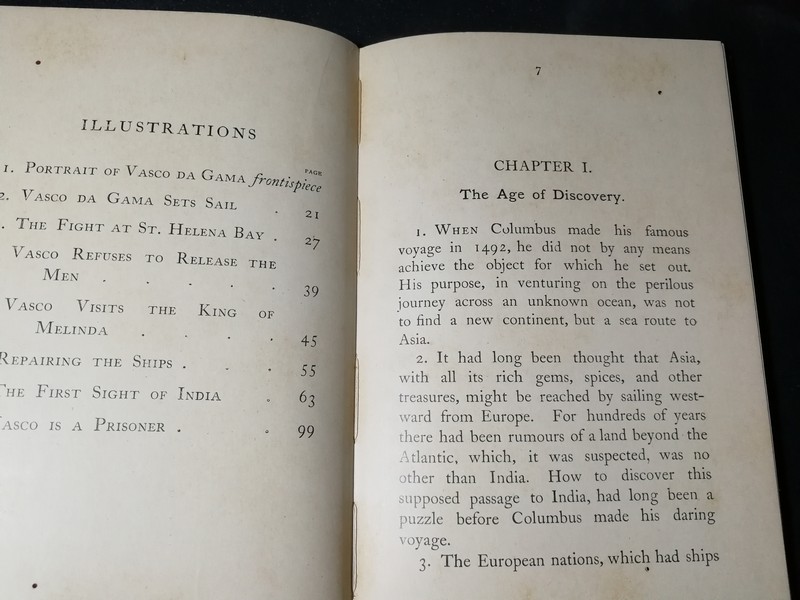 ILLUSTRATIONS
PAGE
1. PORTRAIT OF VASCO DA GAMA frontispiece
2. VASCO DA GAMA SETS SAIL . 21
. THE FIGHT AT ST. HELENA BAY . 27
VASCO REFUSES TO RELEASE THE
MEN . . . . . 39
VASCO VISITS THE KING OF
MELINDA . . . . 45
REPAIRING THE SHIPS . . . 55
THE FIRST SIGHT OF INDIA . 63
VASCO IS A PRISONER . . 99
7
CHAPTER I.
The Age of Discovery.
1. WHEN Columbus made his famous
voyage in 1492, he did not by any means
achieve the object for which he set out.
His purpose, in venturing on the perilous
journey across an unknown ocean, was not
to find a new continent, but a sea route to
Asia.
2. It had long been thought that Asia,
with all its rich gems, spices, and other
treasures, might be reached by sailing west-
ward from Europe. For hundreds of years
there had been rumours of a land beyond the
Atlantic, which, it was suspected, was no
other than India. How to discover this
supposed passage to India, had long been a
puzzle before Columbus made his daring
voyage.
3. The European nations, which had ships